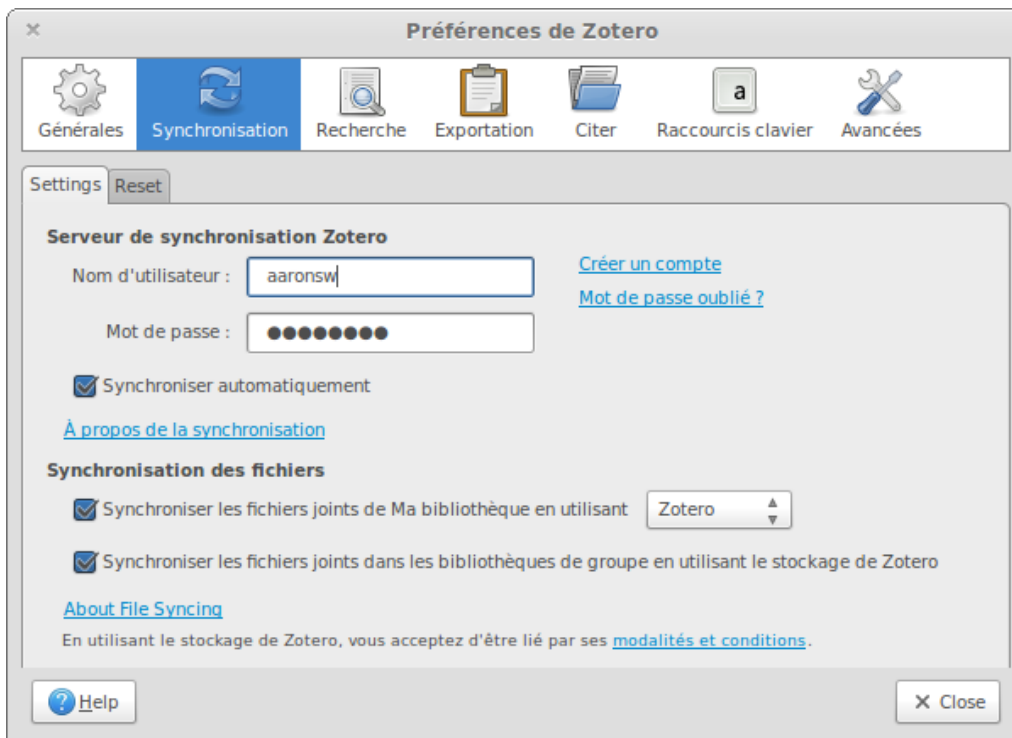 Préférences de Zotero
Générales Synchronisation Recherche Exportation Citer Raccourcis clavier Avancées
Settings Reset
Serveur de synchronisation Zotero
Nom d'utilisateur : aaronsw
Créer un compte
Mot de passe oublié ?
Mot de passe : ●●●●●●●●
Synchroniser automatiquement
À propos de la synchronisation
Synchronisation des fichiers
Synchroniser les fichiers joints de Ma bibliothèque en utilisant Zotero
Synchroniser les fichiers joints dans les bibliothèques de groupe en utilisant le stockage de Zotero
About File Syncing
En utilisant le stockage de Zotero, vous acceptez d'être lié par ses modalités et conditions.
Help Close